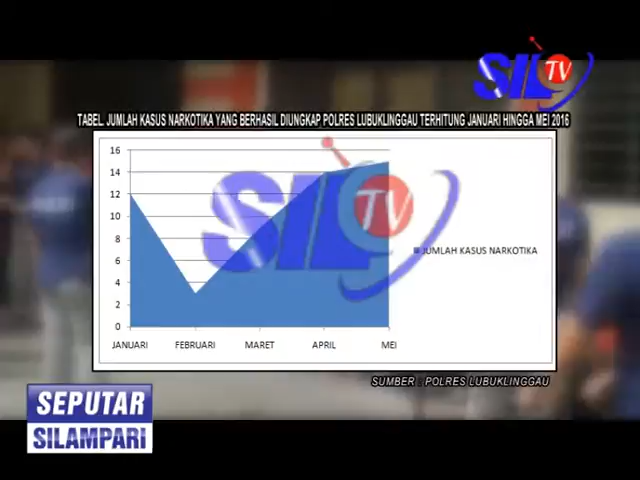 SIL TV
TABEL. JUMLAH KASUS NARKOTIKA YANG BERHASIL DIUNGKAP POLRES LUBUKLINGGAU TERHITUNG JANUARI HINGGA MEI 2016
16
14
12
10
8
6
4
2
0
SIL TV
JUMLAH KASUS NARKOTIKA
JANUARI FEBRUARI MARET APRIL MEI
SUMBER : POLRES LUBUKLINGGAU
SEPUTAR
SILAMPARI